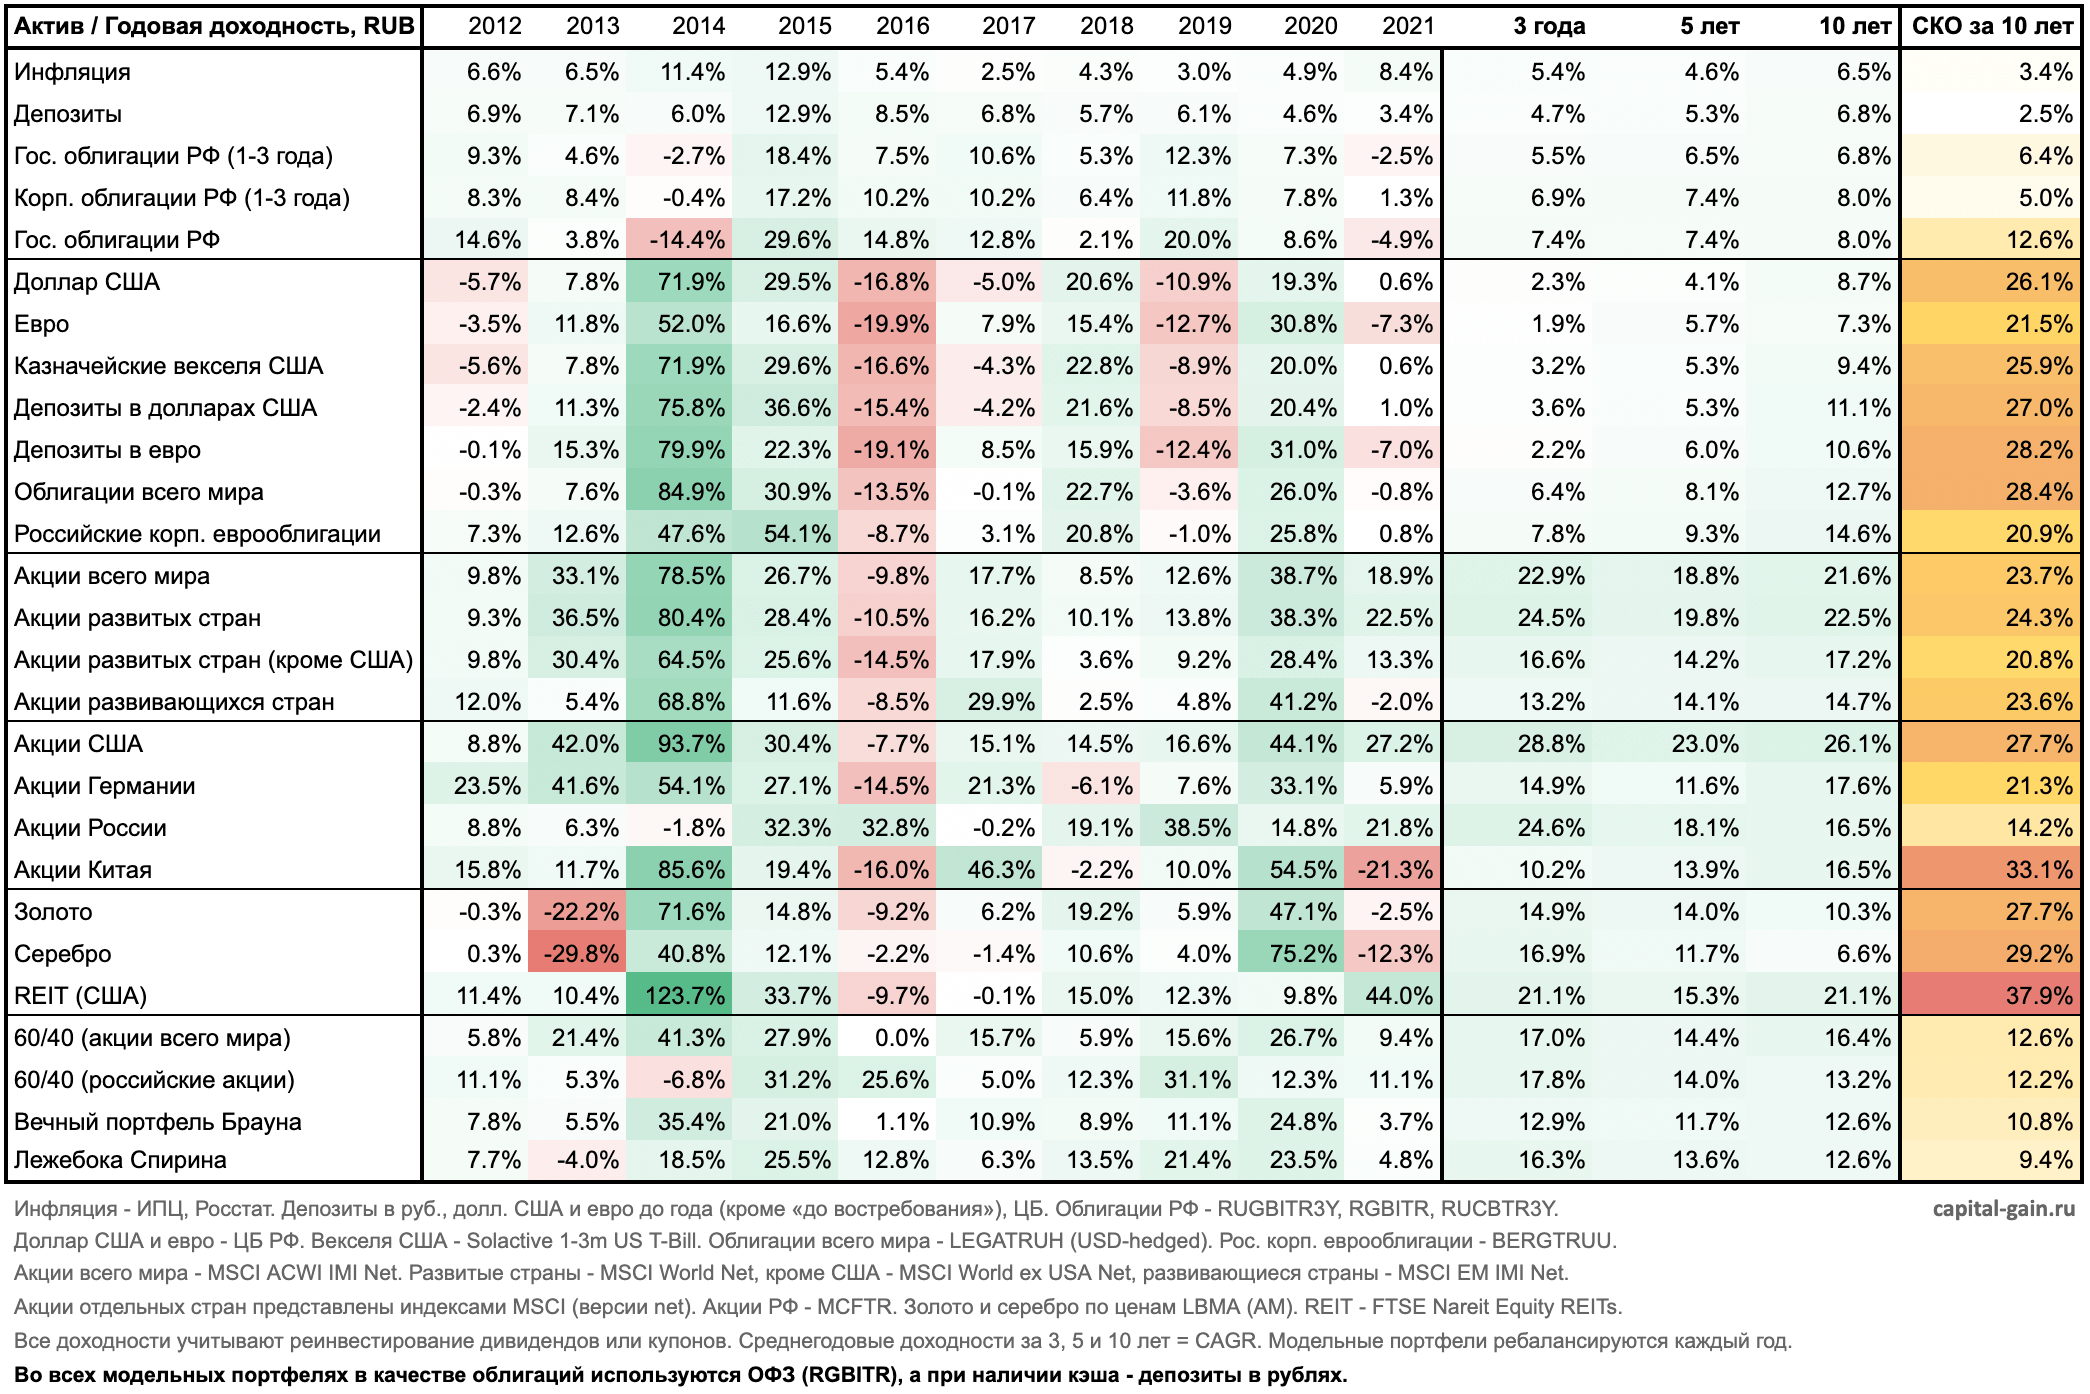 Актив / Годовая доходность, RUB 2012 2013 2014 2015 2016 2017 2018 2019 2020 2021 3 года 5 лет 10 лет СКО за 10 лет
Инфляция 6.6% 6.5% 11.4% 12.9% 5.4% 2.5% 4.3% 3.0% 4.9% 8.4% 5.4% 4.6% 6.5% 3.4%
Депозиты 6.9% 7.1% 6.0% 12.9% 8.5% 6.8% 5.7% 6.1% 4.6% 3.4% 4.7% 5.3% 6.8% 2.5%
Гос. облигации РФ (1-3 года) 9.3% 4.6% -2.7% 18.4% 7.5% 10.6% 5.3% 12.3% 7.3% -2.5% 5.5% 6.5% 6.8% 6.4%
Корп. облигации РФ (1-3 года) 8.3% 8.4% -0.4% 17.2% 10.2% 10.2% 6.4% 11.8% 7.8% 1.3% 6.9% 7.4% 8.0% 5.0%
Гос. облигации РФ 14.6% 3.8% -14.4% 29.6% 14.8% 12.8% 2.1% 20.0% 8.6% -4.9% 7.4% 7.4% 8.0% 12.6%
Доллар США -5.7% 7.8% 71.9% 29.5% -16.8% -5.0% 20.6% -10.9% 19.3% 0.6% 2.3% 4.1% 8.7% 26.1%
Евро -3.5% 11.8% 52.0% 16.6% -19.9% 7.9% 15.4% -12.7% 30.8% -7.3% 1.9% 5.7% 7.3% 21.5%
Казначейские векселя США -5.6% 7.8% 71.9% 29.6% -16.6% -4.3% 22.8% -8.9% 20.0% 0.6% 3.2% 5.3% 9.4% 25.9%
Депозиты в долларах США -2.4% 11.3% 75.8% 36.6% -15.4% -4.2% 21.6% -8.5% 20.4% 1.0% 3.6% 5.3% 11.1% 27.0%
Депозиты в евро -0.1% 15.3% 79.9% 22.3% -19.1% 8.5% 15.9% -12.4% 31.0% -7.0% 2.2% 6.0% 10.6% 28.2%
Облигации всего мира -0.3% 7.6% 84.9% 30.9% -13.5% -0.1% 22.7% -3.6% 26.0% -0.8% 6.4% 8.1% 12.7% 28.4%
Российские корп. еврооблигации 7.3% 12.6% 47.6% 54.1% -8.7% 3.1% 20.8% -1.0% 25.8% 0.8% 7.8% 9.3% 14.6% 20.9%
Акции всего мира 9.8% 33.1% 78.5% 26.7% -9.8% 17.7% 8.5% 12.6% 38.7% 18.9% 22.9% 18.8% 21.6% 23.7%
Акции развитых стран 9.3% 36.5% 80.4% 28.4% -10.5% 16.2% 10.1% 13.8% 38.3% 22.5% 24.5% 19.8% 22.5% 24.3%
Акции развитых стран (кроме США) 9.8% 30.4% 64.5% 25.6% -14.5% 17.9% 3.6% 9.2% 28.4% 13.3% 16.6% 14.2% 17.2% 20.8%
Акции развивающихся стран 12.0% 5.4% 68.8% 11.6% -8.5% 29.9% 2.5% 4.8% 41.2% -2.0% 13.2% 14.1% 14.7% 23.6%
Акции США 8.8% 42.0% 93.7% 30.4% -7.7% 15.1% 14.5% 16.6% 44.1% 27.2% 28.8% 23.0% 26.1% 27.7%
Акции Германии 23.5% 41.6% 54.1% 27.1% -14.5% 21.3% -6.1% 7.6% 33.1% 5.9% 14.9% 11.6% 17.6% 21.3%
Акции России 8.8% 6.3% -1.8% 32.3% 32.8% -0.2% 19.1% 38.5% 14.8% 21.8% 24.6% 18.1% 16.5% 14.2%
Акции Китая 15.8% 11.7% 85.6% 19.4% -16.0% 46.3% -2.2% 10.0% 54.5% -21.3% 10.2% 13.9% 16.5% 33.1%
Золото -0.3% -22.2% 71.6% 14.8% -9.2% 6.2% 19.2% 5.9% 47.1% -2.5% 14.9% 14.0% 10.3% 27.7%
Серебро 0.3% -29.8% 40.8% 12.1% -2.2% -1.4% 10.6% 4.0% 75.2% -12.3% 16.9% 11.7% 6.6% 29.2%
REIT (США) 11.4% 10.4% 123.7% 33.7% -9.7% -0.1% 15.0% 12.3% 9.8% 44.0% 21.1% 15.3% 21.1% 37.9%
60/40 (акции всего мира) 5.8% 21.4% 41.3% 27.9% 0.0% 15.7% 5.9% 15.6% 26.7% 9.4% 17.0% 14.4% 16.4% 12.6%
60/40 (российские акции) 11.1% 5.3% -6.8% 31.2% 25.6% 5.0% 12.3% 31.1% 12.3% 11.1% 17.8% 14.0% 13.2% 12.2%
Вечный портфель Брауна 7.8% 5.5% 35.4% 21.0% 1.1% 10.9% 8.9% 11.1% 24.8% 3.7% 12.9% 11.7% 12.6% 10.8%
Лежебока Спирина 7.7% -4.0% 18.5% 25.5% 12.8% 6.3% 13.5% 21.4% 23.5% 4.8% 16.3% 13.6% 12.6% 9.4%
Инфляция - ИПЦ, Росстат. Депозиты в руб., долл. США и евро до года (кроме «до востребования»), ЦБ. Облигации РФ - RUGBITR3Y, RGBITR, RUCBTR3Y. capital-gain.ru
Доллар США и евро - ЦБ РФ. Векселя США - Solactive 1-3m US T-Bill. Облигации всего мира - LEGATRUH (USD-hedged). Рос. корп. еврооблигации - BERGTRUU.
Акции всего мира - MSCI ACWI IMI Net. Развитые страны - MSCI World Net, кроме США - MSCI World ex USA Net, развивающиеся страны - MSCI EM IMI Net.
Акции отдельных стран представлены индексами MSCI (версии net). Акции РФ - MCFTR. Золото и серебро по ценам LBMA (AM). REIT - FTSE Nareit Equity REITs.
Все доходности учитывают реинвестирование дивидендов или купонов. Среднегодовые доходности за 3, 5 и 10 лет = CAGR. Модельные портфели ребалансируются каждый год.
Во всех модельных портфелях в качестве облигаций используются ОФЗ (RGBITR), а при наличии кэша - депозиты в рублях.